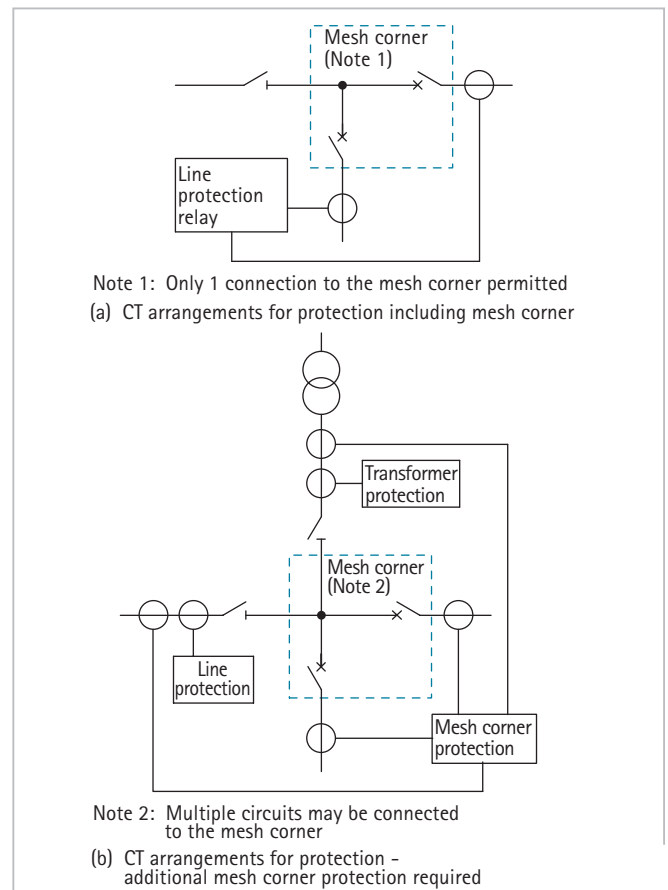 Mesh corner
(Note 1)
Line
protection
relay
Note 1: Only 1 connection to the mesh corner permitted
(a) CT arrangements for protection including mesh corner
Transformer
protection
Mesh corner
(Note 2)
Line
protection
Mesh corner
protection
Note 2: Multiple circuits may be connected
to the mesh corner
(b) CT arrangements for protection -
additional mesh corner protection required